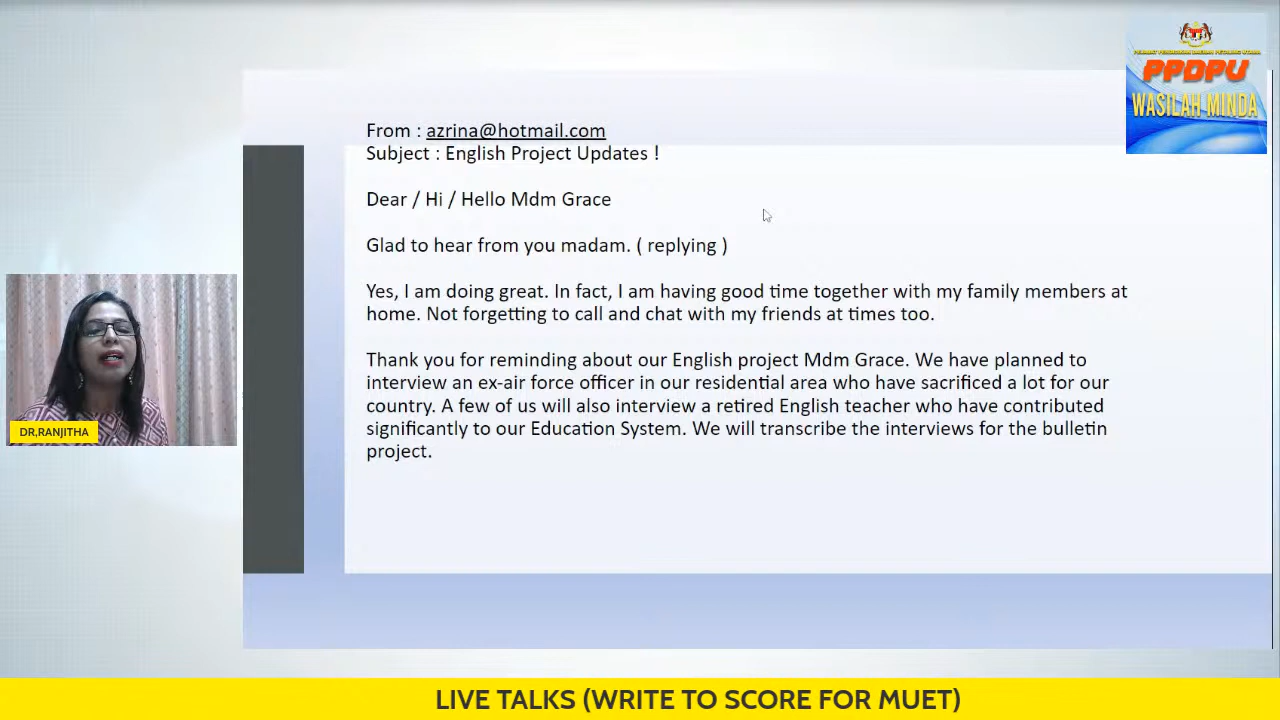 PPDPU
WASILAH MINDA
From : azrina@hotmail.com
Subject : English Project Updates !
Dear / Hi / Hello Mdm Grace
Glad to hear from you madam. ( replying )
Yes, I am doing great. In fact, I am having good time together with my family members at
home. Not forgetting to call and chat with my friends at times too.
Thank you for reminding about our English project Mdm Grace. We have planned to
interview an ex-air force officer in our residential area who have sacrificed a lot for our
country. A few of us will also interview a retired English teacher who have contributed
significantly to our Education System. We will transcribe the interviews for the bulletin
project.
DR,RANJITHA
LIVE TALKS (WRITE TO SCORE FOR MUET)